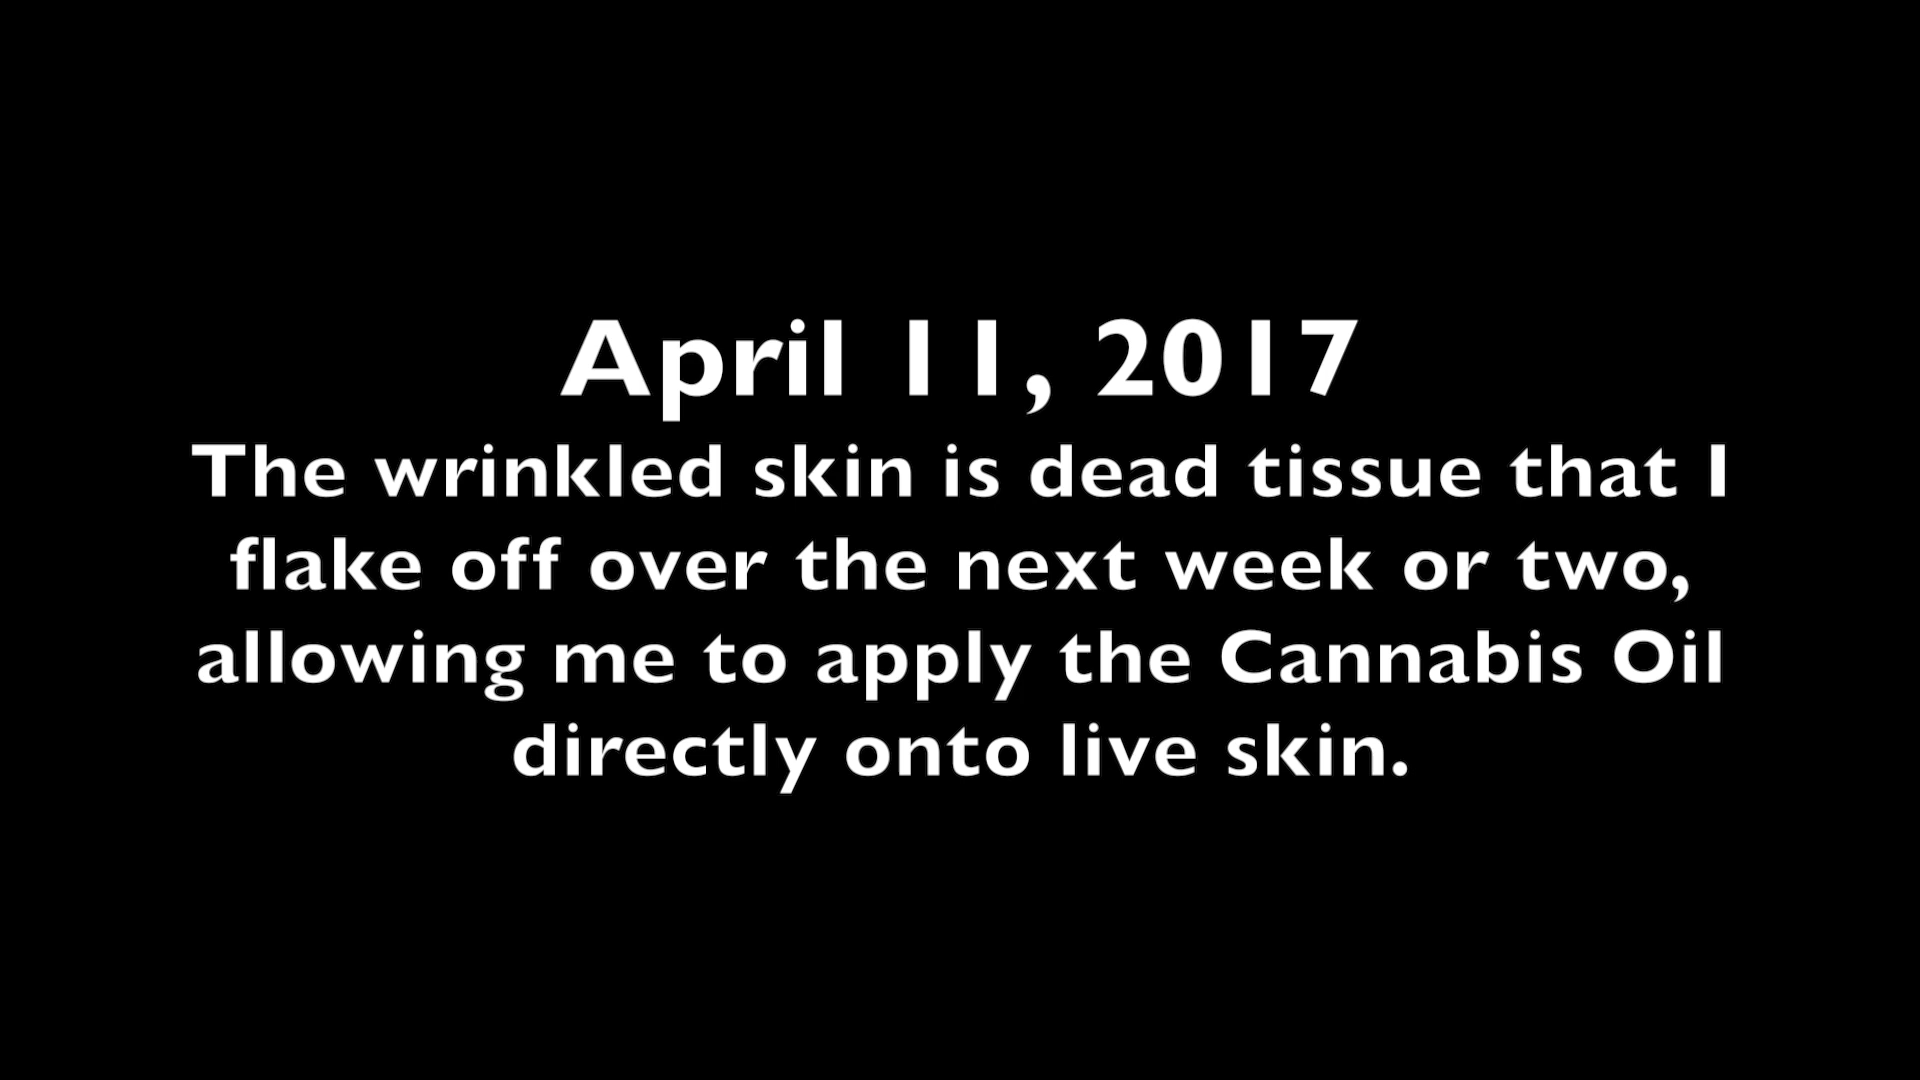 April 11, 2017
The wrinkled skin is dead tissue that I
flake off over the next week or two,
allowing me to apply the Cannabis Oil
directly onto live skin.